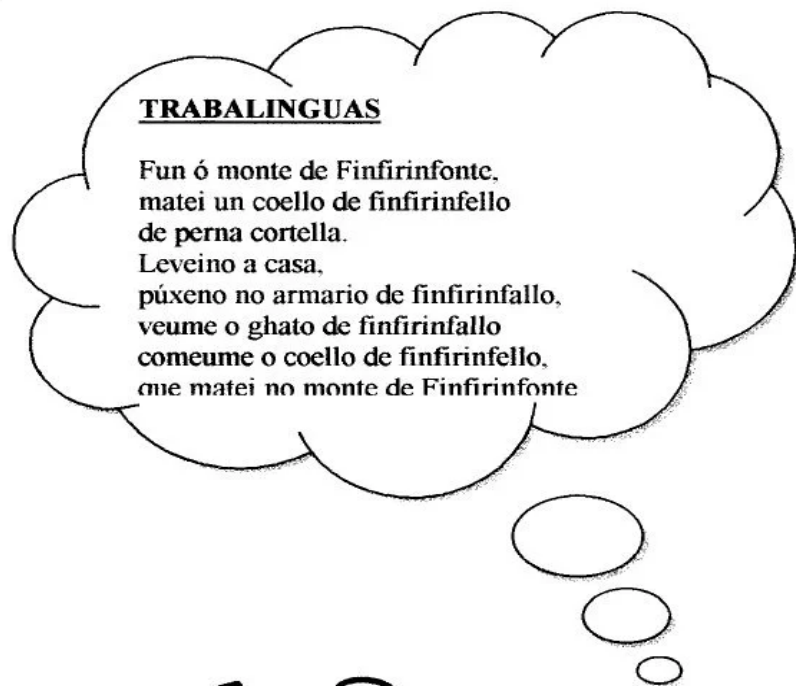 TRABALINGUAS
Fun ó monte de Finfirinfonte,
matei un coello de finfirinfello
de perna cortella.
Leveino a casa,
púxeno no armario de finfirinfallo,
veume o ghato de finfirinfallo
comeume o coello de finfirinfello,
que matei no monte de Finfirinfonte